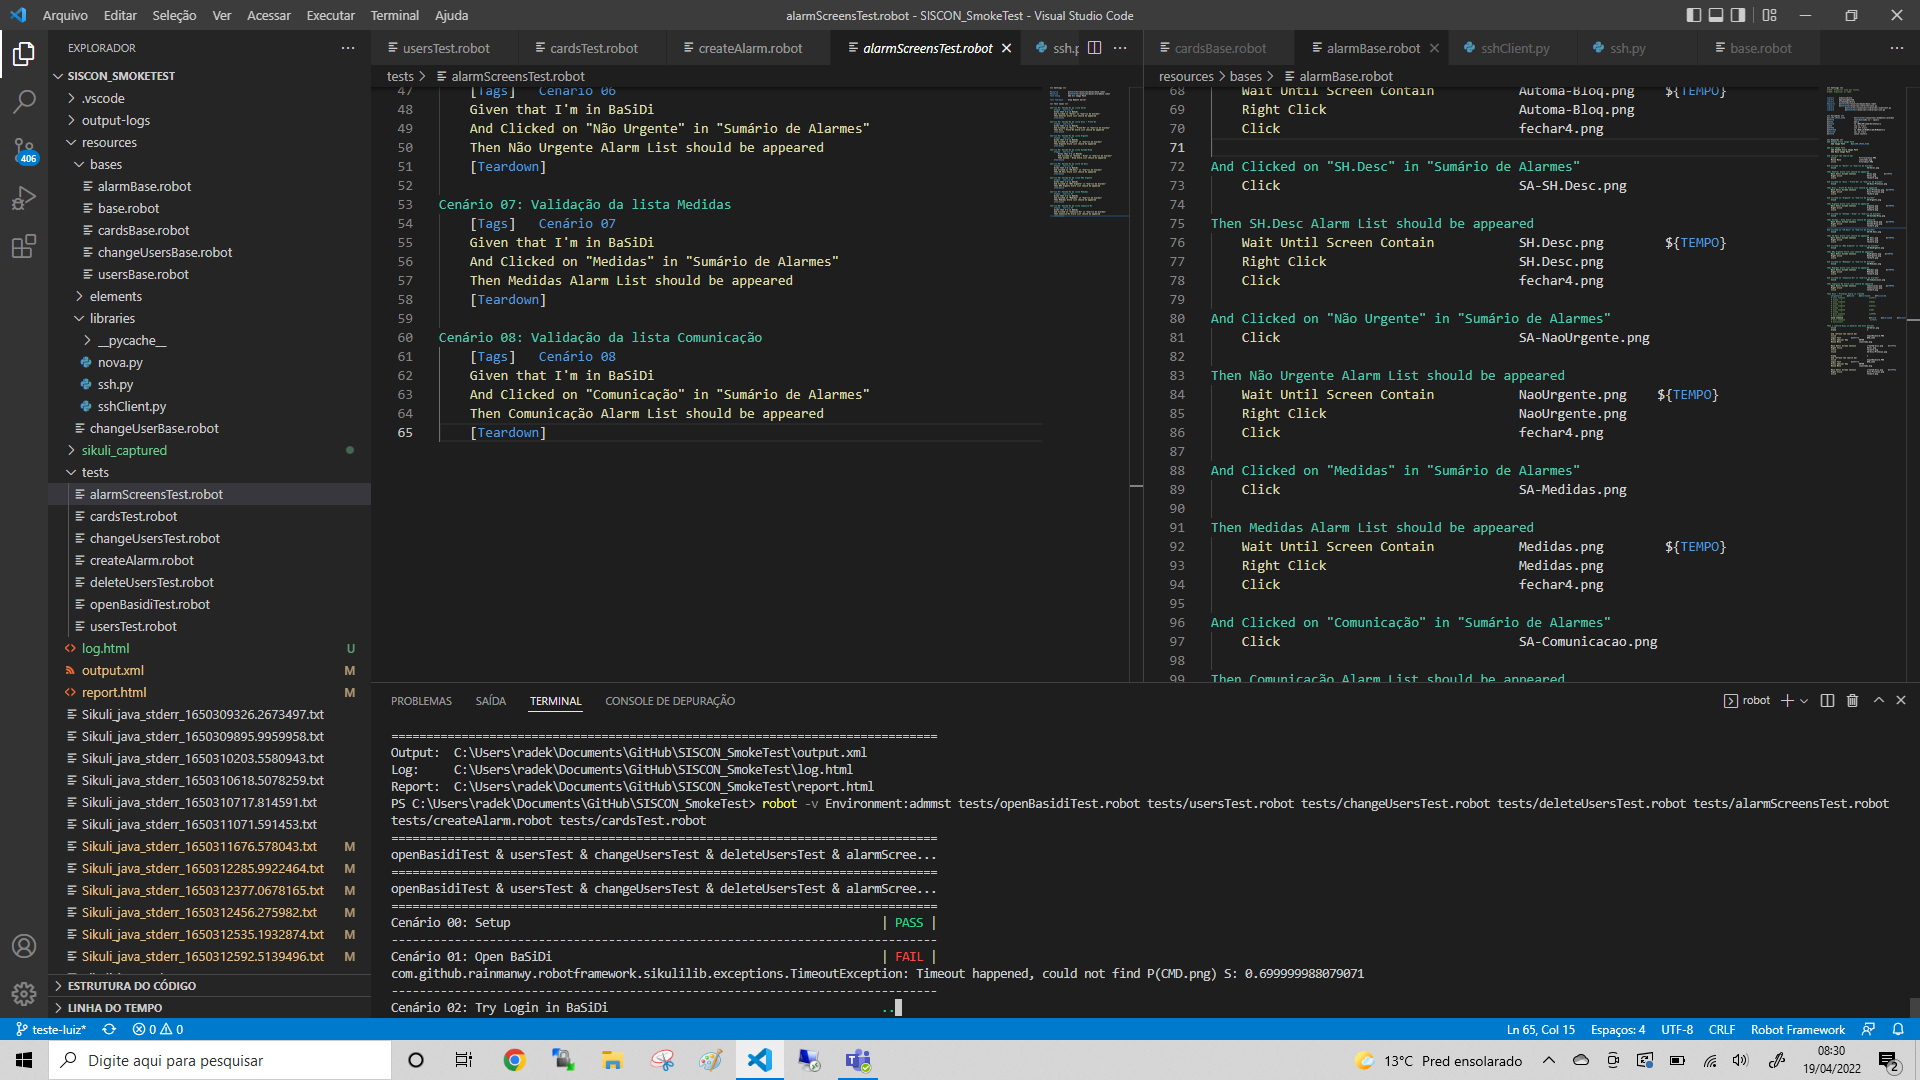 Arquivo Editar Seleção Ver Acessar Executar Terminal Ajuda
alarmScreensTest.robot - SISCON_SmokeTest - Visual Studio Code
EXPLORADOR
SISCON_SMOKETEST
.vscode
output-logs
resources
bases
alarmBase.robot
base.robot
cardsBase.robot
changeUsersBase.robot
usersBase.robot
elements
libraries
__pycache__
nova.py
ssh.py
sshClient.py
changeUserBase.robot
sikuli_captured
tests
alarmScreensTest.robot
cardsTest.robot
changeUsersTest.robot
createAlarm.robot
deleteUsersTest.robot
openBasidiTest.robot
usersTest.robot
log.html U
output.xml M
report.html M
Sikuli_java_stderr_1650309326.2673497.txt
Sikuli_java_stderr_1650309895.9959958.txt
Sikuli_java_stderr_1650310203.5580943.txt
Sikuli_java_stderr_1650310618.5078259.txt
Sikuli_java_stderr_1650310717.814591.txt
Sikuli_java_stderr_1650311071.591453.txt
Sikuli_java_stderr_1650311676.578043.txt M
Sikuli_java_stderr_1650312285.9922464.txt M
Sikuli_java_stderr_1650312377.0678165.txt M
Sikuli_java_stderr_1650312456.275982.txt M
Sikuli_java_stderr_1650312535.1932874.txt M
Sikuli_java_stderr_1650312592.5139496.txt M
ESTRUTURA DO CÓDIGO
LINHA DO TEMPO
406
usersTest.robot cardsTest.robot createAlarm.robot alarmScreensTest.robot ssh.p
tests > alarmScreensTest.robot
47 [Tags] Cenário 06
48 Given that I'm in BaSiDi
49 And Clicked on "Não Urgente" in "Sumário de Alarmes"
50 Then Não Urgente Alarm List should be appeared
51 [Teardown]
52
53 Cenário 07: Validação da lista Medidas
54 [Tags] Cenário 07
55 Given that I'm in BaSiDi
56 And Clicked on "Medidas" in "Sumário de Alarmes"
57 Then Medidas Alarm List should be appeared
58 [Teardown]
59
60 Cenário 08: Validação da lista Comunicação
61 [Tags] Cenário 08
62 Given that I'm in BaSiDi
63 And Clicked on "Comunicação" in "Sumário de Alarmes"
64 Then Comunicação Alarm List should be appeared
65 [Teardown]
cardsBase.robot alarmBase.robot sshClient.py ssh.py base.robot
resources > bases > alarmBase.robot
68 Wait Until Screen Contain Automa-Bloq.png ${TEMPO}
69 Right Click Automa-Bloq.png
70 Click fechar4.png
71
72 And Clicked on "SH.Desc" in "Sumário de Alarmes"
73 Click SA-SH.Desc.png
74
75 Then SH.Desc Alarm List should be appeared
76 Wait Until Screen Contain SH.Desc.png ${TEMPO}
77 Right Click SH.Desc.png
78 Click fechar4.png
79
80 And Clicked on "Não Urgente" in "Sumário de Alarmes"
81 Click SA-NaoUrgente.png
82
83 Then Não Urgente Alarm List should be appeared
84 Wait Until Screen Contain NaoUrgente.png ${TEMPO}
85 Right Click NaoUrgente.png
86 Click fechar4.png
87
88 And Clicked on "Medidas" in "Sumário de Alarmes"
89 Click SA-Medidas.png
90
91 Then Medidas Alarm List should be appeared
92 Wait Until Screen Contain Medidas.png ${TEMPO}
93 Right Click Medidas.png
94 Click fechar4.png
95
96 And Clicked on "Comunicação" in "Sumário de Alarmes"
97 Click SA-Comunicacao.png
98
99 Then Comunicação Alarm List should be appeared
PROBLEMAS SAÍDA TERMINAL CONSOLE DE DEPURAÇÃO robot
==============================================================================
Output: C:\Users\radek\Documents\GitHub\SISCON_SmokeTest\output.xml
Log: C:\Users\radek\Documents\GitHub\SISCON_SmokeTest\log.html
Report: C:\Users\radek\Documents\GitHub\SISCON_SmokeTest\report.html
PS C:\Users\radek\Documents\GitHub\SISCON_SmokeTest> robot -v Environment:admmst tests/openBasidiTest.robot tests/usersTest.robot tests/changeUsersTest.robot tests/deleteUsersTest.robot tests/alarmScreensTest.robot
tests/createAlarm.robot tests/cardsTest.robot
==============================================================================
openBasidiTest & usersTest & changeUsersTest & deleteUsersTest & alarmScree...
==============================================================================
openBasidiTest & usersTest & changeUsersTest & deleteUsersTest & alarmScree...
==============================================================================
Cenário 00: Setup | PASS |
------------------------------------------------------------------------------
Cenário 01: Open BaSiDi | FAIL |
com.github.rainmanwy.robotframework.sikulilib.exceptions.TimeoutException: Timeout happened, could not find P(CMD.png) S: 0.699999988079071
------------------------------------------------------------------------------
Cenário 02: Try Login in BaSiDi ..
teste-luiz* 0 0 Ln 65, Col 15 Espaços: 4 UTF-8 CRLF Robot Framework
Digite aqui para pesquisar
13°C Pred ensolarado
08:30
19/04/2022
2